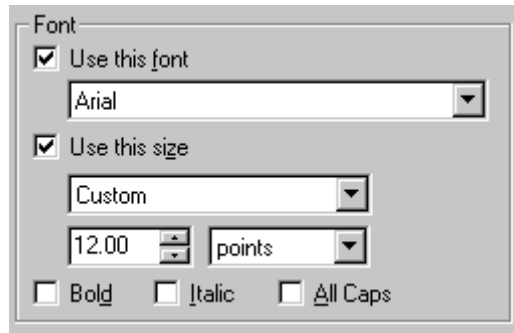 Font
Use this font
Arial
Use this size
Custom
12.00 points
Bold Italic All Caps